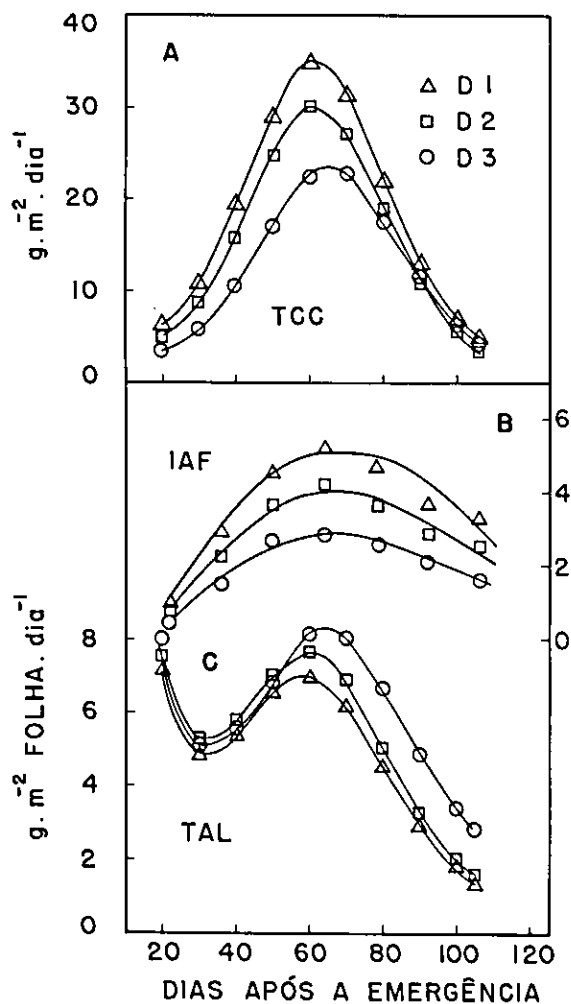 40
A
30
20
10
0
g.m⁻². dia⁻¹
△ D1
□ D2
○ D3
TCC
IAF
B
6
4
2
0
C
8
6
4
2
0
g.m⁻² FOLHA. dia⁻¹
TAL
20 40 60 80 100 120
DIAS APÓS A EMERGÊNCIA